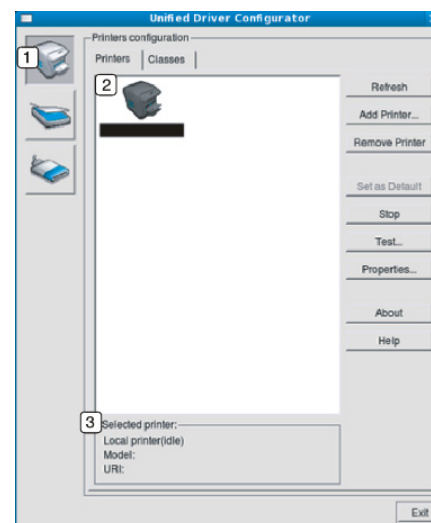 Unified Driver Configurator
1
Printers configuration
Printers
Classes
2
Refresh
Add Printer...
Remove Printer
Set as Default
Stop
Test...
Properties...
About
Help
3
Selected printer:
Local printer(idle)
Model:
URI:
Exit